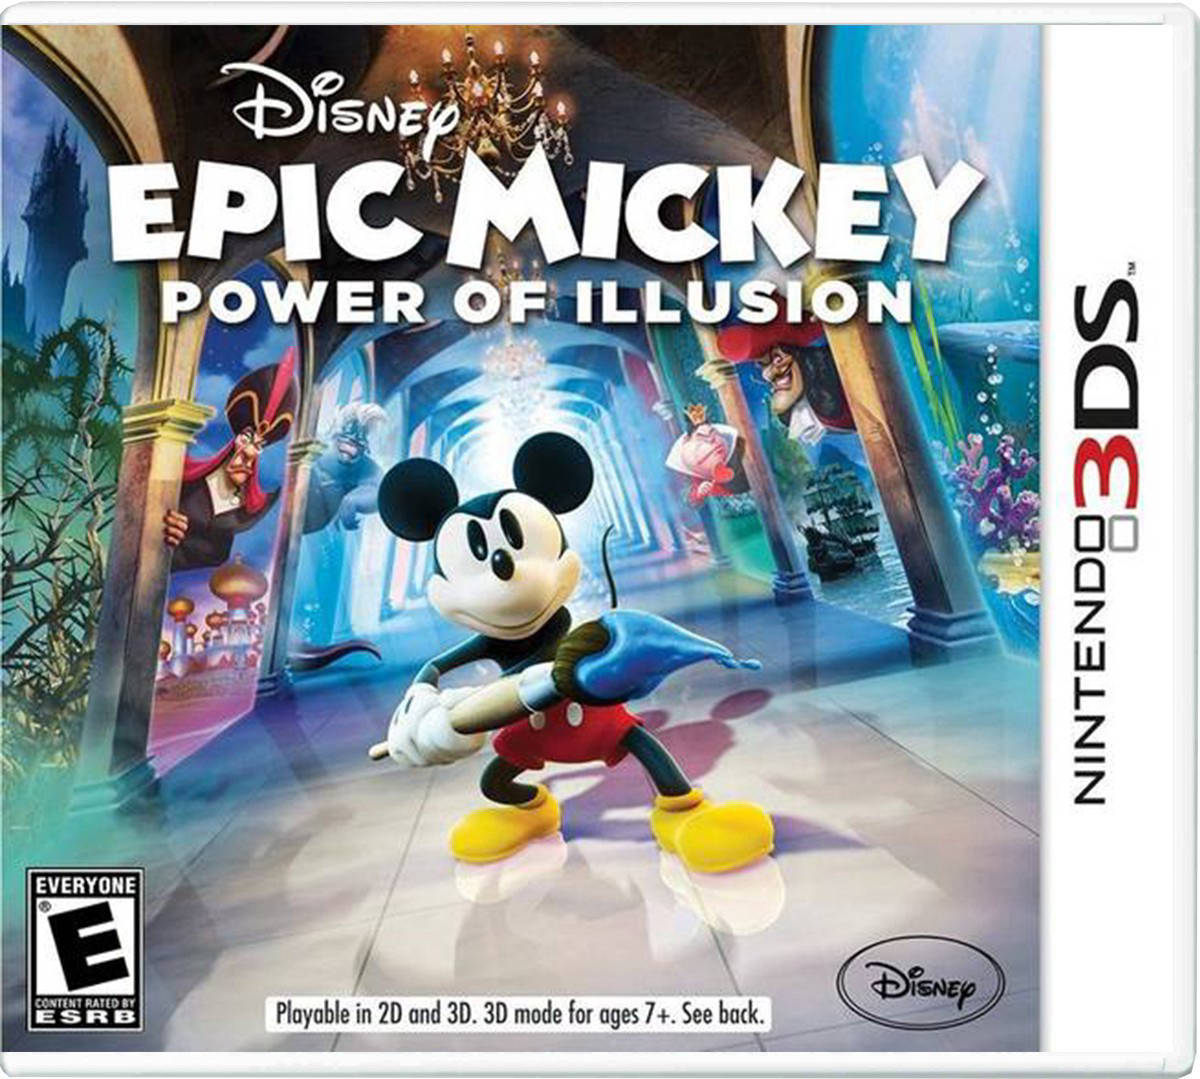 DISNEY
EPIC MICKEY
POWER OF ILLUSION
NINTENDO 3DS™
EVERYONE
E
®
CONTENT RATED BY
ESRB
Playable in 2D and 3D. 3D mode for ages 7+. See back.
DISNEY